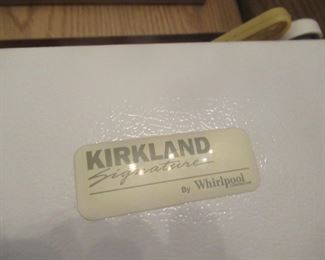 KIRKLAND
Signature
By Whirlpool